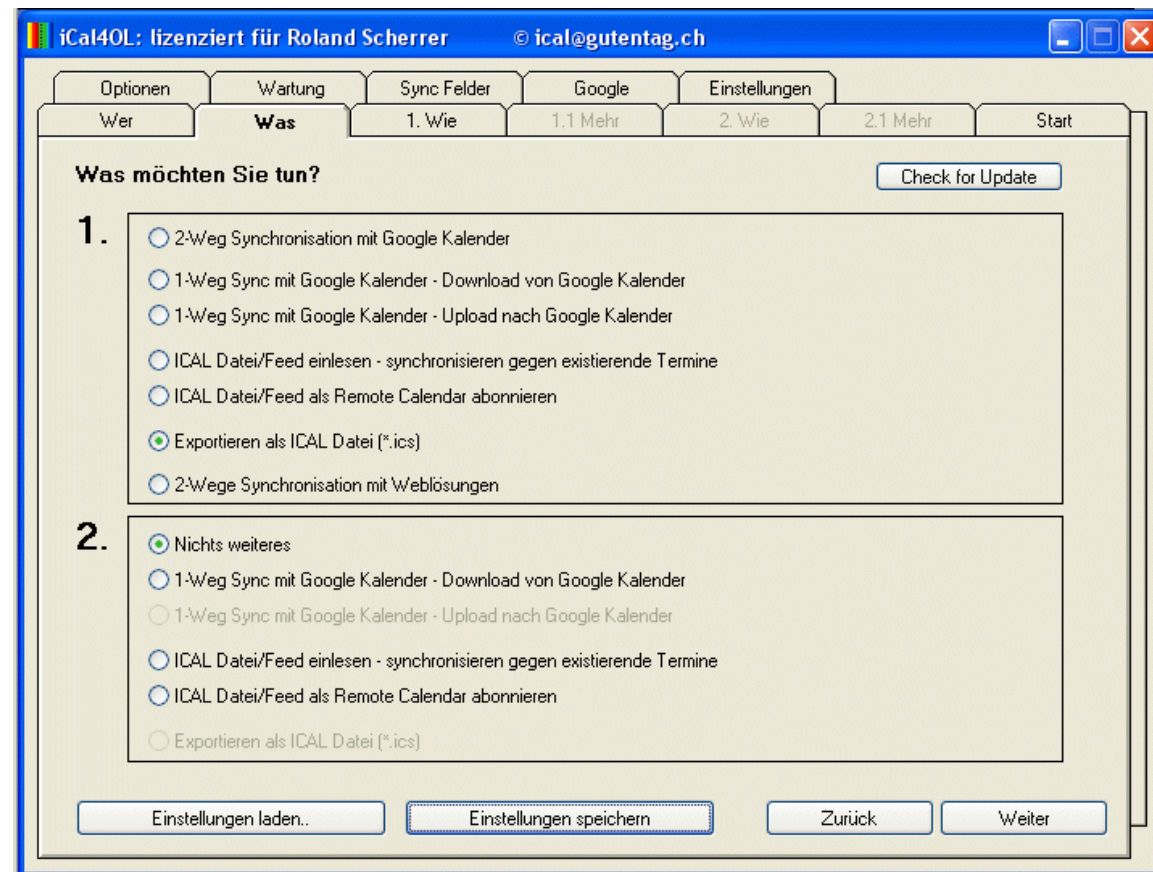 iCal4OL: lizenziert für Roland Scherrer © ical@gutentag.ch
Optionen Wartung Sync Felder Google Einstellungen
Wer Was 1. Wie 1.1 Mehr 2. Wie 2.1 Mehr Start
Was möchten Sie tun? Check for Update
1.
2-Weg Synchronisation mit Google Kalender
1-Weg Sync mit Google Kalender - Download von Google Kalender
1-Weg Sync mit Google Kalender - Upload nach Google Kalender
ICAL Datei/Feed einlesen - synchronisieren gegen existierende Termine
ICAL Datei/Feed als Remote Calendar abonnieren
Exportieren als ICAL Datei (*.ics)
2-Wege Synchronisation mit Weblösungen
2.
Nichts weiteres
1-Weg Sync mit Google Kalender - Download von Google Kalender
1-Weg Sync mit Google Kalender - Upload nach Google Kalender
ICAL Datei/Feed einlesen - synchronisieren gegen existierende Termine
ICAL Datei/Feed als Remote Calendar abonnieren
Exportieren als ICAL Datei (*.ics)
Einstellungen laden.. Einstellungen speichern Zurück Weiter